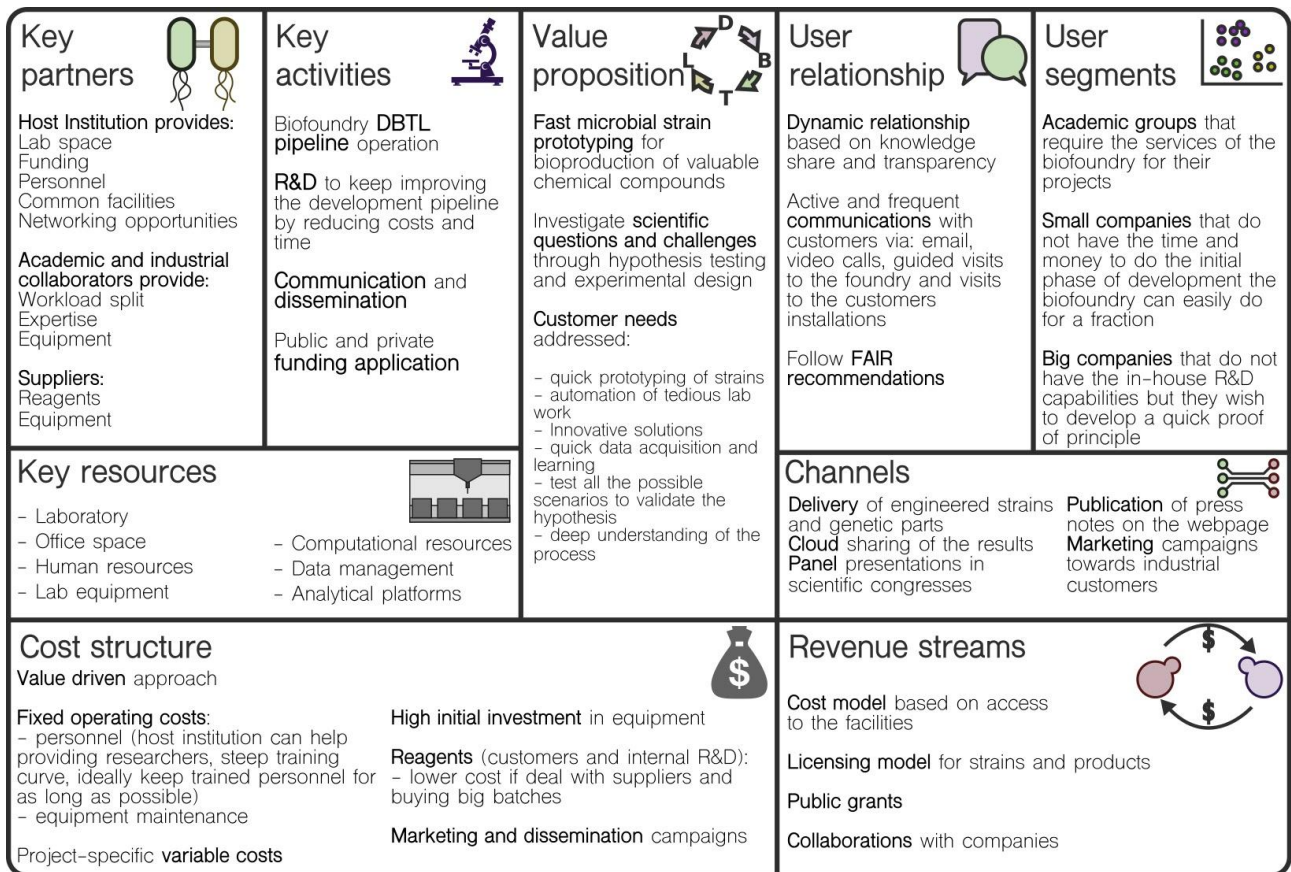 Key
partners
Host Institution provides:
Lab space
Funding
Personnel
Common facilities
Networking opportunities
Academic and industrial
collaborators provide:
Workload split
Expertise
Equipment
Suppliers:
Reagents
Equipment
Key
activities
Biofoundry DBTL
pipeline operation
R&D to keep improving
the development pipeline
by reducing costs and
time
Communication and
dissemination
Public and private
funding application
Value
proposition
D
B
T
L
Fast microbial strain
prototyping for
bioproduction of valuable
chemical compounds
Investigate scientific
questions and challenges
through hypothesis testing
and experimental design
Customer needs
addressed:
- quick prototyping of strains
- automation of tedious lab
work
- Innovative solutions
- quick data acquisition and
learning
- test all the possible
scenarios to validate the
hypothesis
- deep understanding of the
process
User
relationship
Dynamic relationship
based on knowledge
share and transparency
Active and frequent
communications with
customers via: email,
video calls, guided visits
to the foundry and visits
to the customers
installations
Follow FAIR
recommendations
User
segments
Academic groups that
require the services of the
biofoundry for their
projects
Small companies that do
not have the time and
money to do the initial
phase of development the
biofoundry can easily do
for a fraction
Big companies that do not
have the in-house R&D
capabilities but they wish
to develop a quick proof
of principle
Key resources
- Laboratory
- Office space
- Human resources
- Lab equipment
- Computational resources
- Data management
- Analytical platforms
Channels
Delivery of engineered strains
and genetic parts
Cloud sharing of the results
Panel presentations in
scientific congresses
Publication of press
notes on the webpage
Marketing campaigns
towards industrial
customers
Cost structure
Value driven approach
Fixed operating costs:
- personnel (host institution can help
providing researchers, steep training
curve, ideally keep trained personnel for
as long as possible)
- equipment maintenance
Project-specific variable costs
High initial investment in equipment
Reagents (customers and internal R&D):
- lower cost if deal with suppliers and
buying big batches
Marketing and dissemination campaigns
$
Revenue streams
$
$
Cost model based on access
to the facilities
Licensing model for strains and products
Public grants
Collaborations with companies